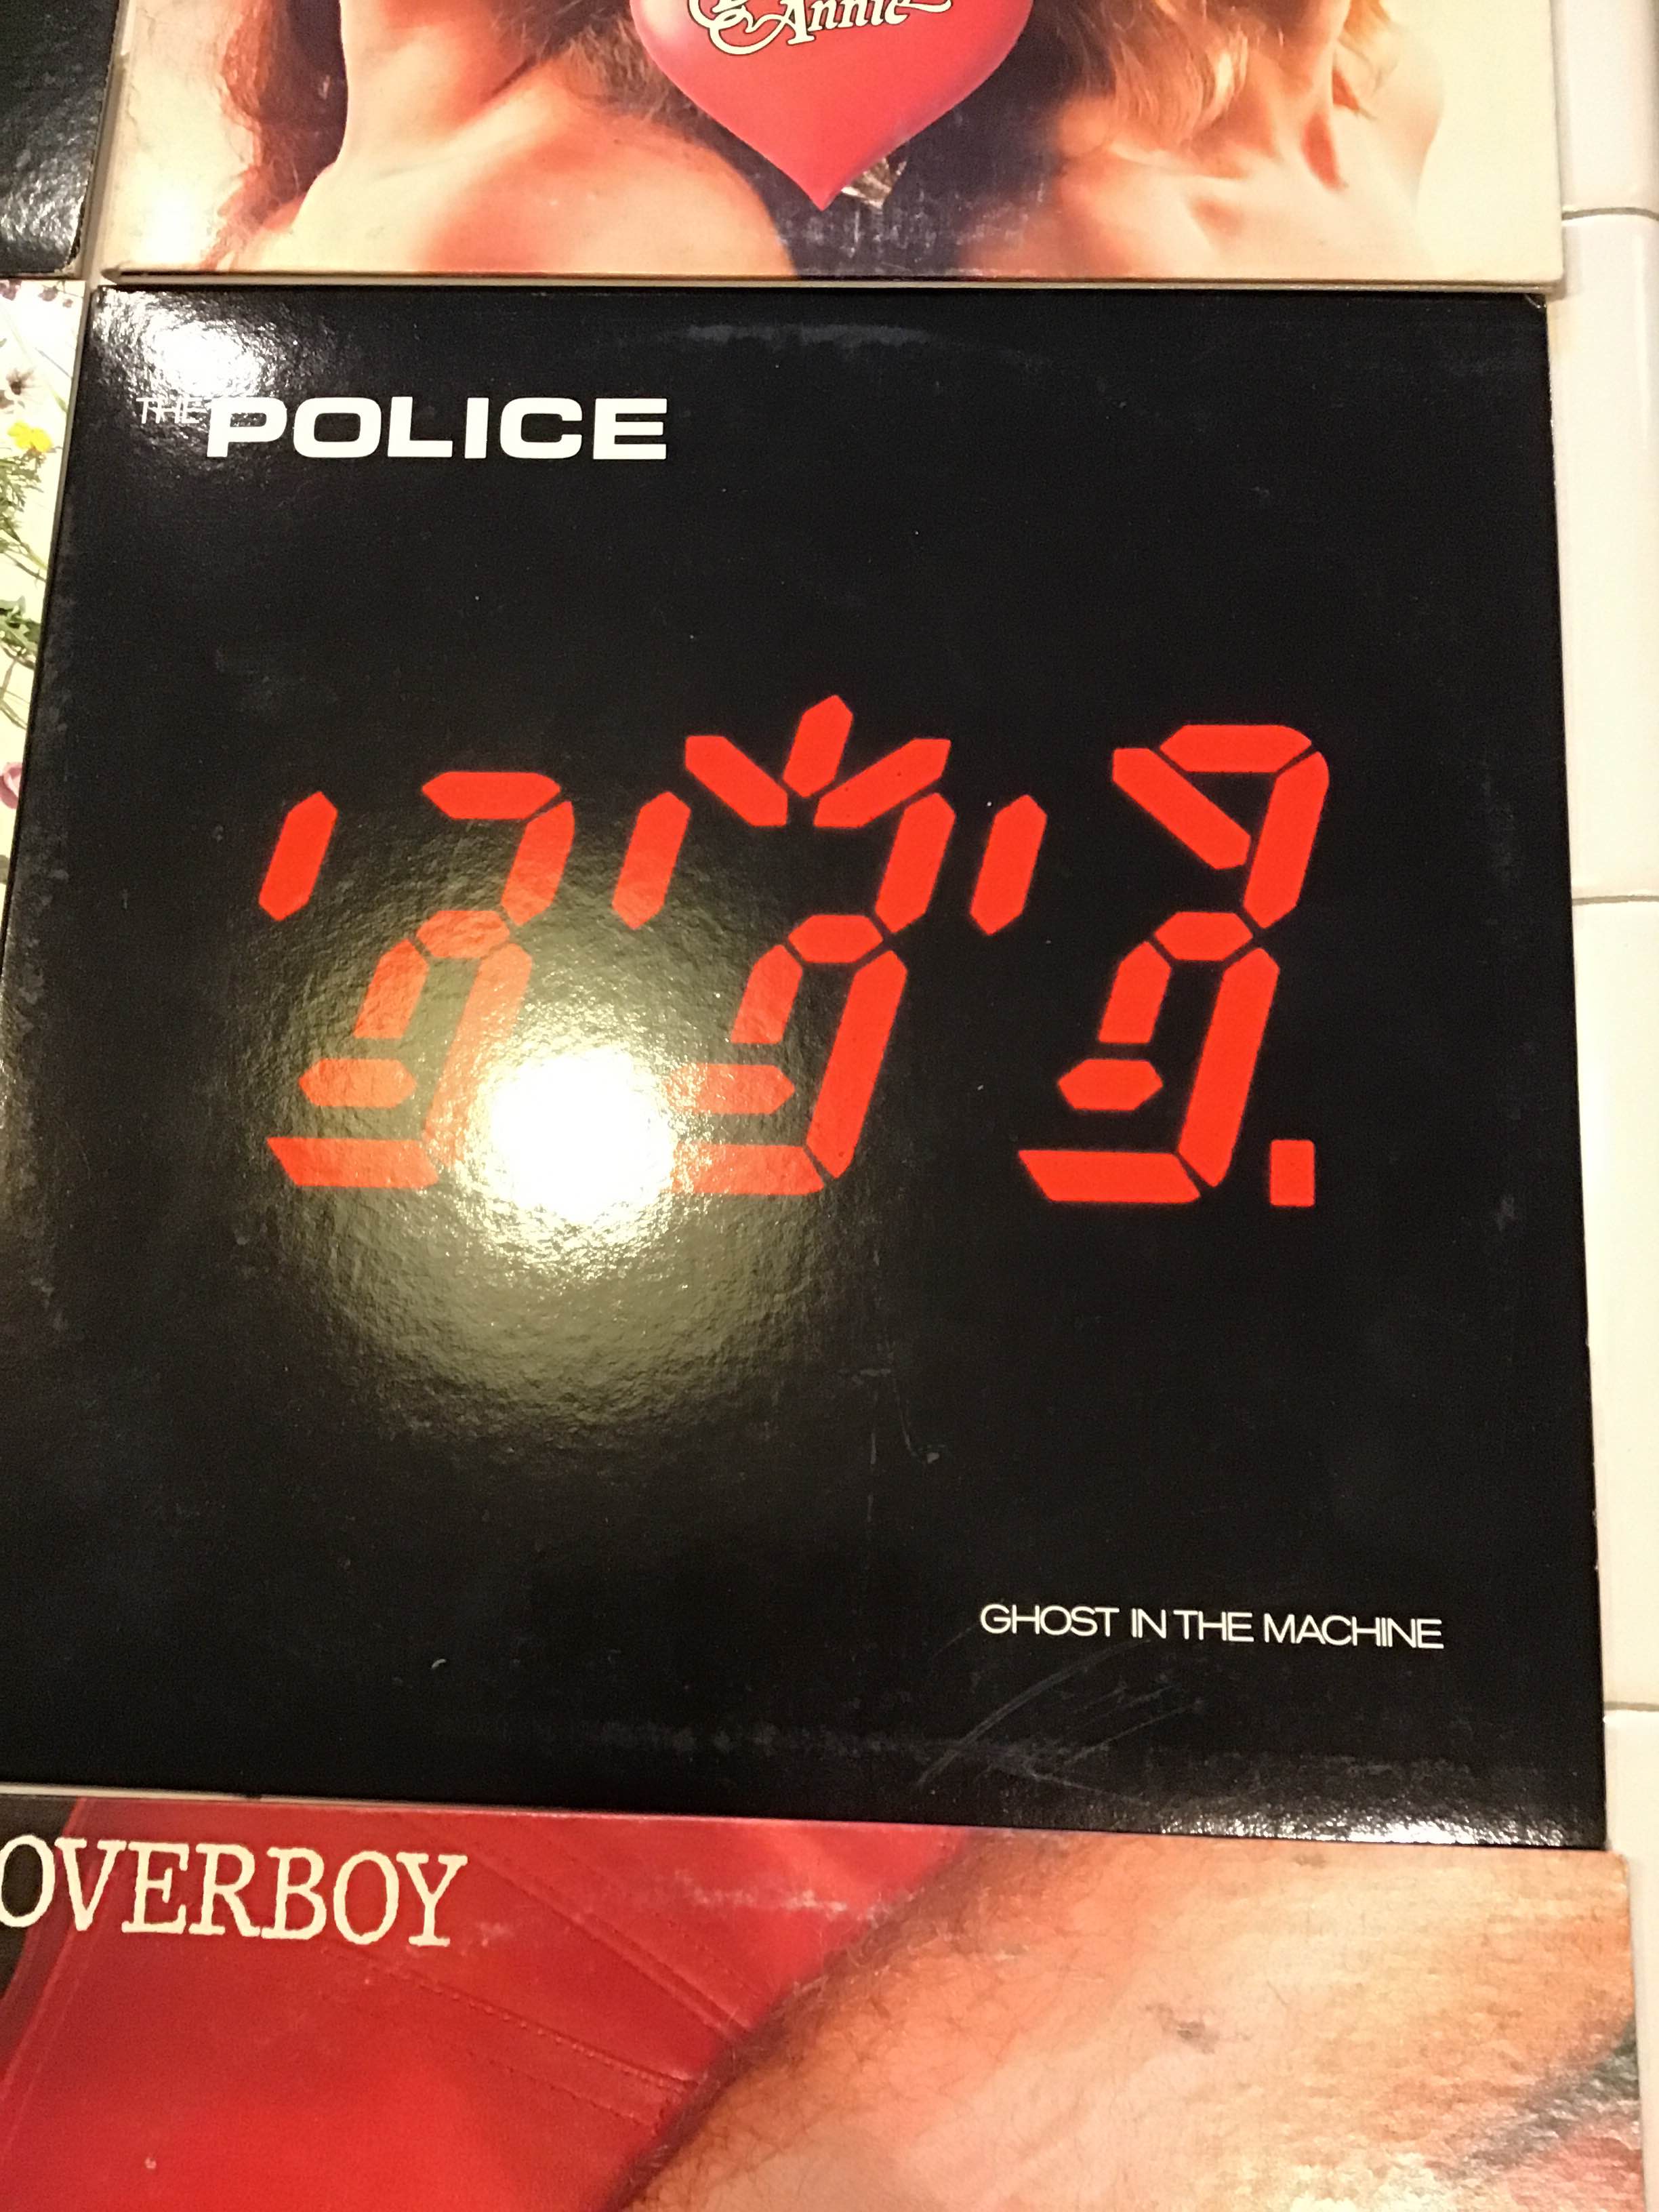 Annie
THE POLICE
GHOST IN THE MACHINE
OVERBOY